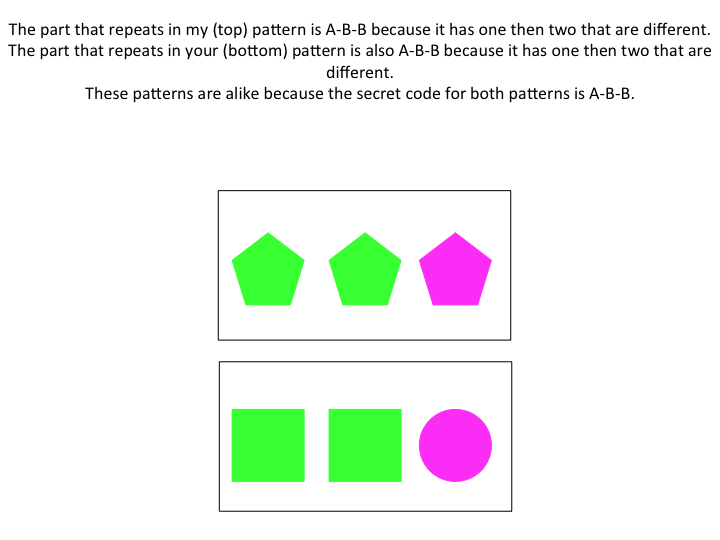 The part that repeats in my (top) pattern is A-B-B because it has one then two that are different.
The part that repeats in your (bottom) pattern is also A-B-B because it has one then two that are
different.
These patterns are alike because the secret code for both patterns is A-B-B.